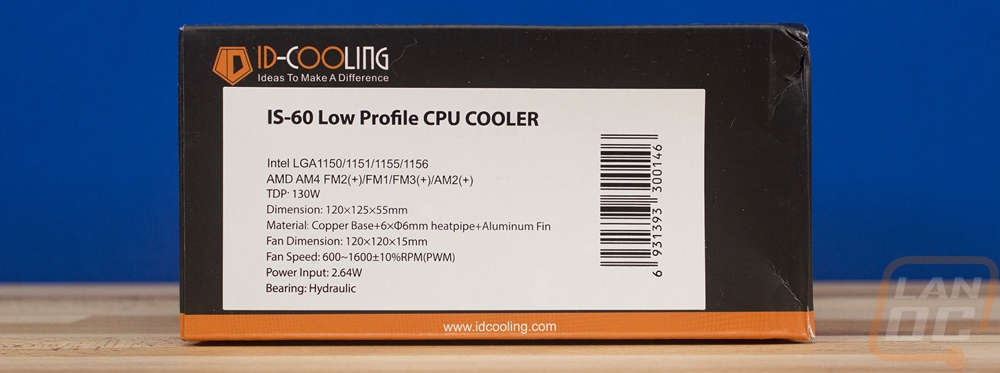 ID-COOLING
Ideas To Make A Difference
IS-60 Low Profile CPU COOLER
Intel LGA1150/1151/1155/1156
AMD AM4 FM2(+)/FM1/FM3(+)/AM2(+)
TDP: 130W
Dimension: 120×125×55mm
Material: Copper Base+6×Φ6mm heatpipe+Aluminum Fin
Fan Dimension: 120×120×15mm
Fan Speed: 600~1600±10%RPM(PWM)
Power Input: 2.64W
Bearing: Hydraulic
6 931393 300146
www.idcooling.com
LAN
OC